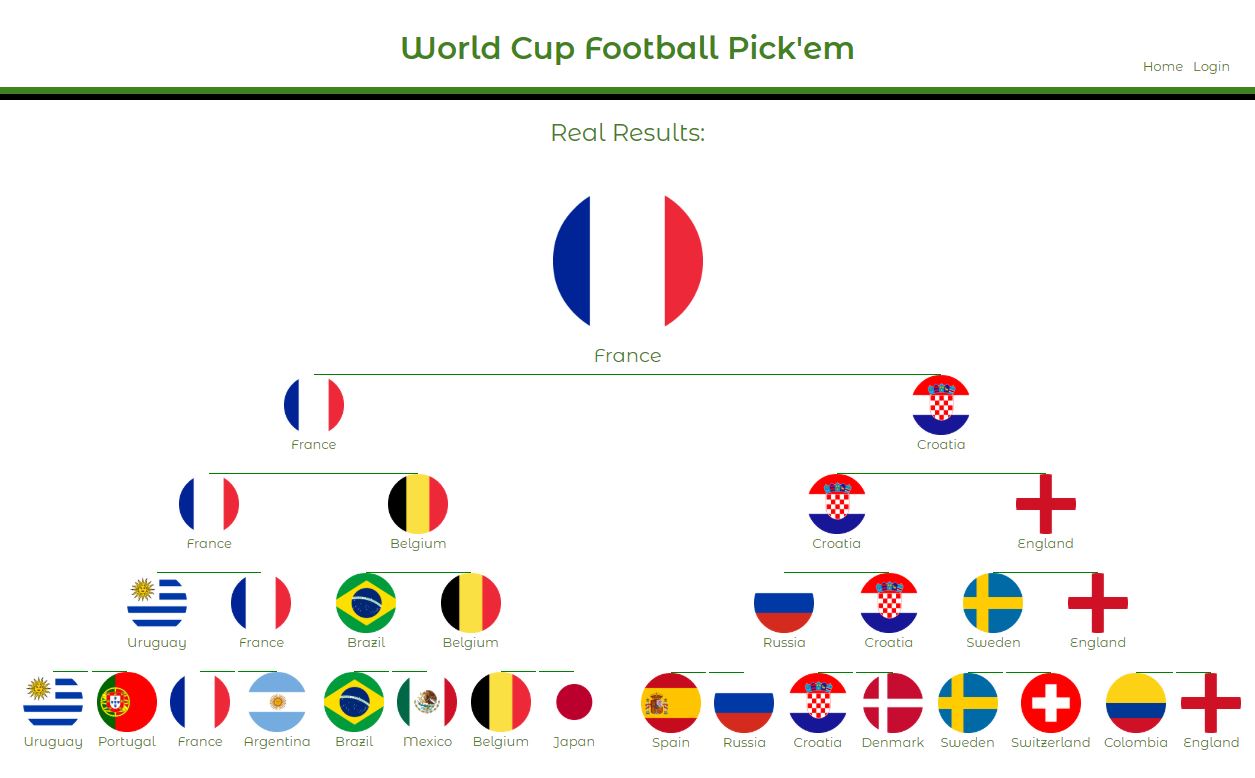 World Cup Football Pick'em
Home Login
Real Results:
France
France Croatia
France Belgium Croatia England
Uruguay France Brazil Belgium Russia Croatia Sweden England
Uruguay Portugal France Argentina Brazil Mexico Belgium Japan Spain Russia Croatia Denmark Sweden Switzerland Colombia England